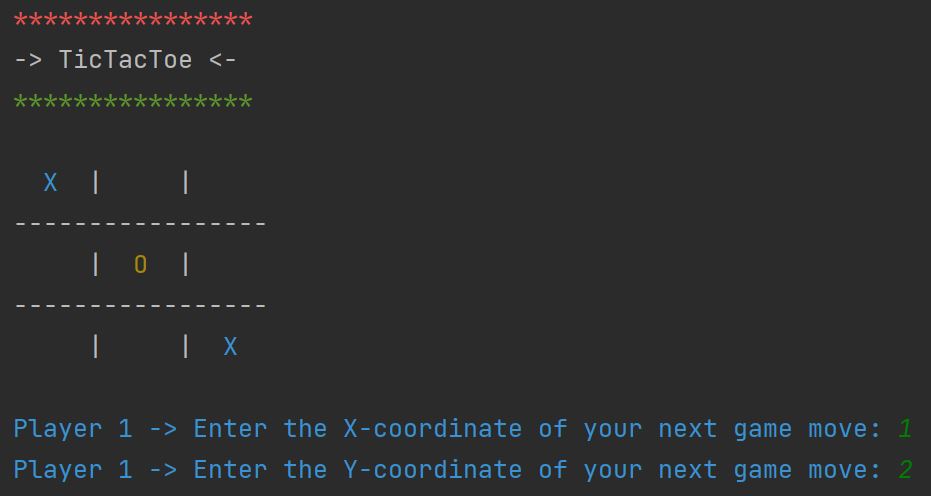 ****************
-> TicTacToe <-
****************
  X  |     |
-----------------
     |  O  |
-----------------
     |     |  X
Player 1 -> Enter the X-coordinate of your next game move: 1
Player 1 -> Enter the Y-coordinate of your next game move: 2